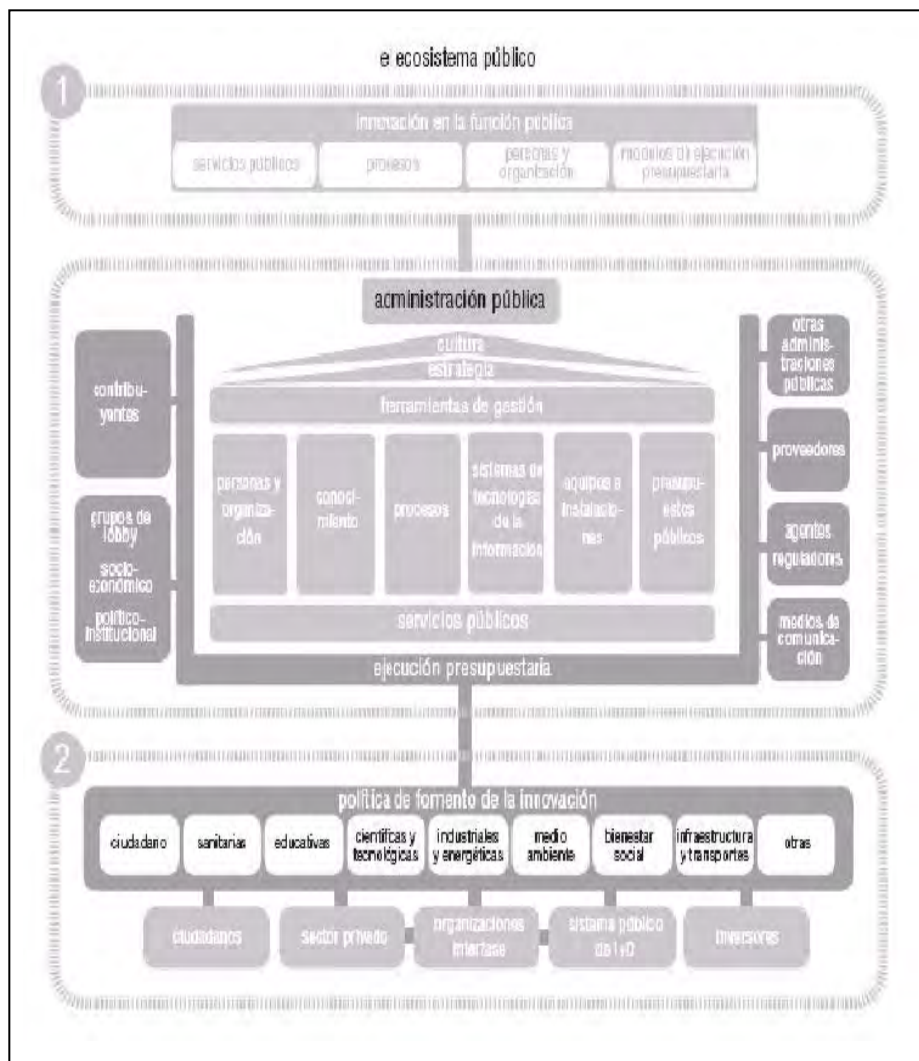 e ecosistema público
1
innovación en la función pública
servicios públicos
procesos
personas y
organización
módulos de ejecución
presupuestaria
administración pública
cultura
estrategia
herramientas de gestión
contribu-
yentes
grupos de
lobby
socio-
económico
político-
institucional
personas y
organiza-
ción
conoci-
miento
procesos
sistemas de
tecnologías
de la
información
equipos e
instalacio-
nes
presupu-
estos
públicos
servicios públicos
ejecución presupuestaria
otras
adminis-
traciones
públicas
proveedores
agentes
reguladores
medios de
comunica-
ción
2
política de fomento de la innovación
ciudadano
sanitarias
educativas
científicas y
tecnológicas
industriales
y energéticas
medio
ambiente
bienestar
social
infraestructura
y transportes
otras
ciudadanos
sector privado
organizaciones
interfase
sistema público
de I+D
inversores